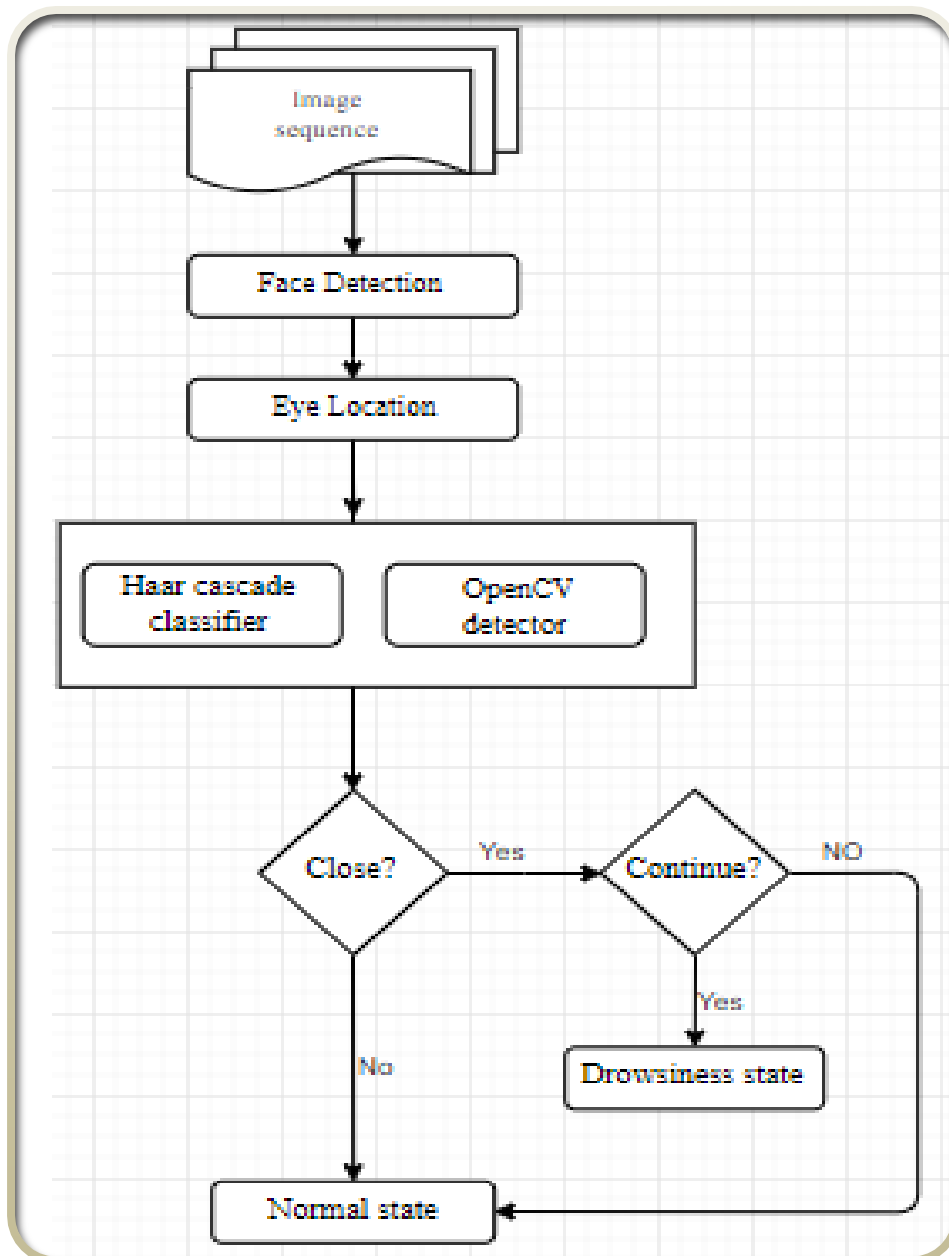 Image
sequence
Face Detection
Eye Location
Haar cascade
classifier
OpenCV
detector
Close?
Yes
Continue?
NO
Yes
No
Drowsiness state
Normal state